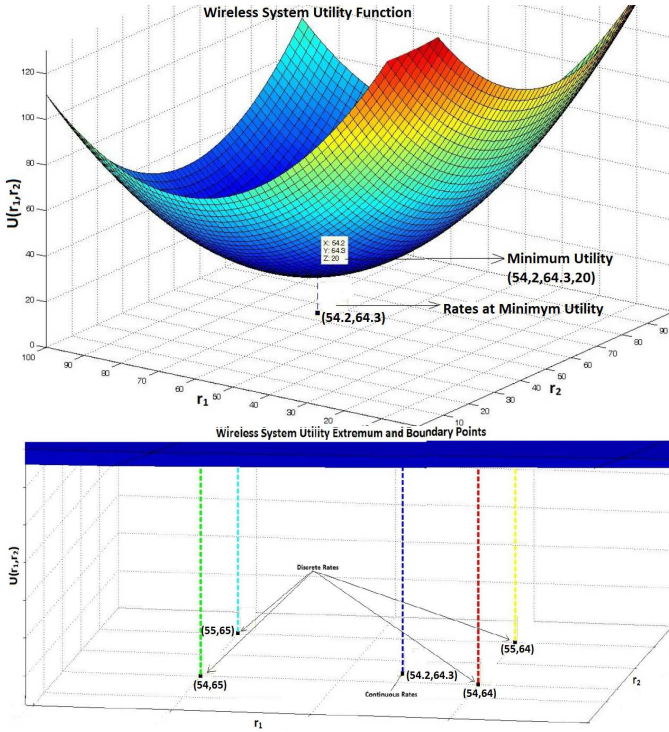 Wireless System Utility Function
120
100
80
60
40
20
0
U(r1,r2)
X: 54.2
Y: 64.3
Z: 20
Minimum Utility
(54,2,64.3,20)
Rates at Minimym Utility
(54.2,64.3)
100
90
80
70
60
50
40
30
20
r1
10
20
30
40
50
60
70
80
90
r2
Wireless System Utility Extremum and Boundary Points
U(r1,r2)
Discrete Rates
(55,65)
(54,65)
(54.2,64.3)
(54,64)
(55,64)
Continuous Rates
r1
r2